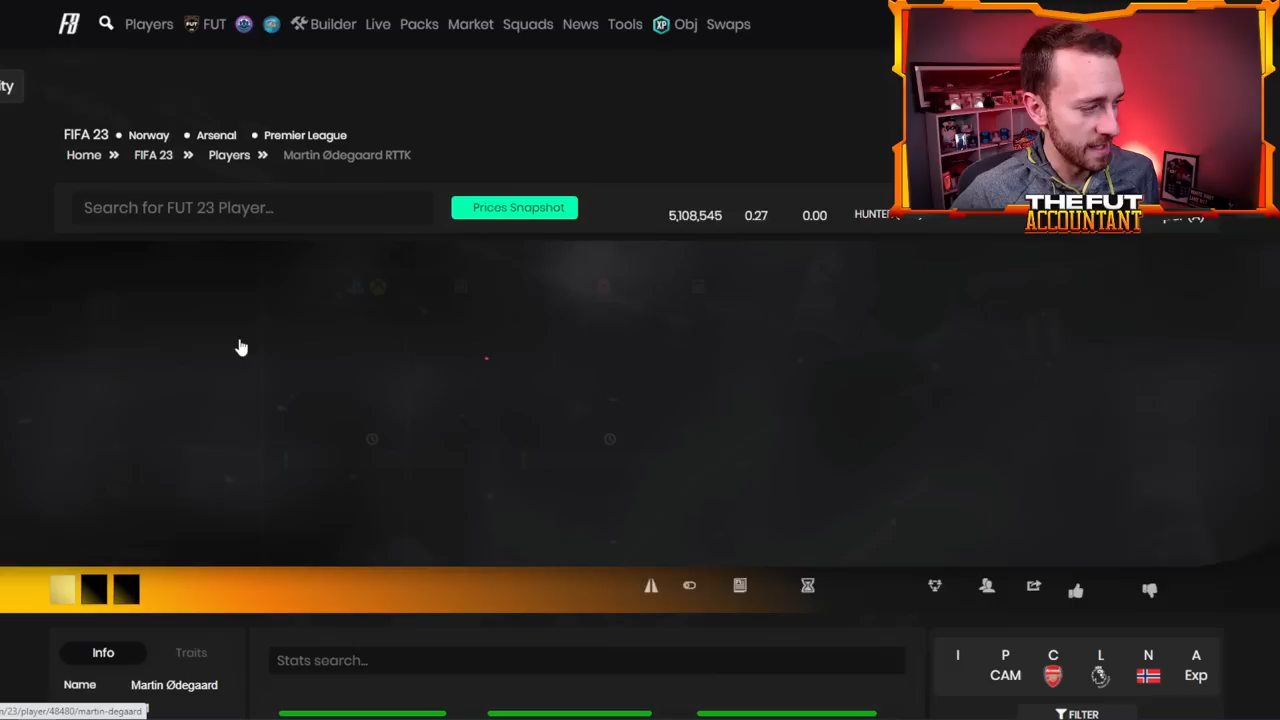 Players FUT Builder Live Packs Market Squads News Tools XP Obj Swaps
ty
FIFA 23 • Norway • Arsenal • Premier League
Home » FIFA 23 » Players » Martin Ødegaard RTTK
Search for FUT 23 Player...
Prices Snapshot
5,108,545 0.27 0.00 HUNTER
THE FUT
ACCOUNTANT
Info
Traits
Stats search...
I P C L N A
CAM Exp
Name Martin Ødegaard
FILTER
n/23/player/48480/martin-degaard